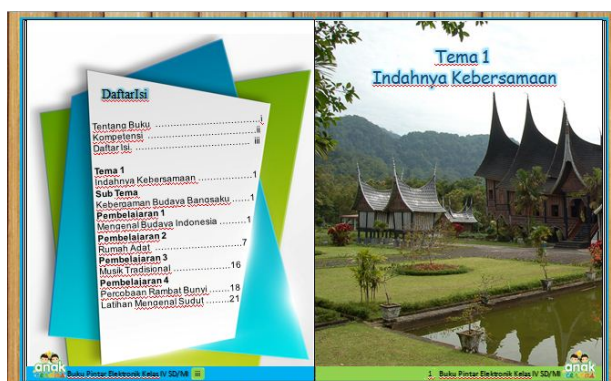 DaftarIsi
Tentang Buku ........................... i
Kompetensi ........................... ii
Daftar Isi. ........................... iii
Tema 1
Indahnya Kebersamaan ...............1
Sub Tema
Kebergaman Budaya Bangsaku .....1
Pembelajaran 1
Mengenal Budaya Indonesia .......1
Pembelajaran 2
Rumah Adat ....................7
Pembelajaran 3
Musik Tradisional ...............16
Pembelajaran 4
Percobaan Rambat Bunyi ......18
Latihan Mengenal Sudut .......21
anak
Buku Pintar Elektronik Kelas IV SD/MI iii
Tema 1
Indahnya Kebersamaan
1 Buku Pintar Elektronik Kelas IV SD/MI
anak